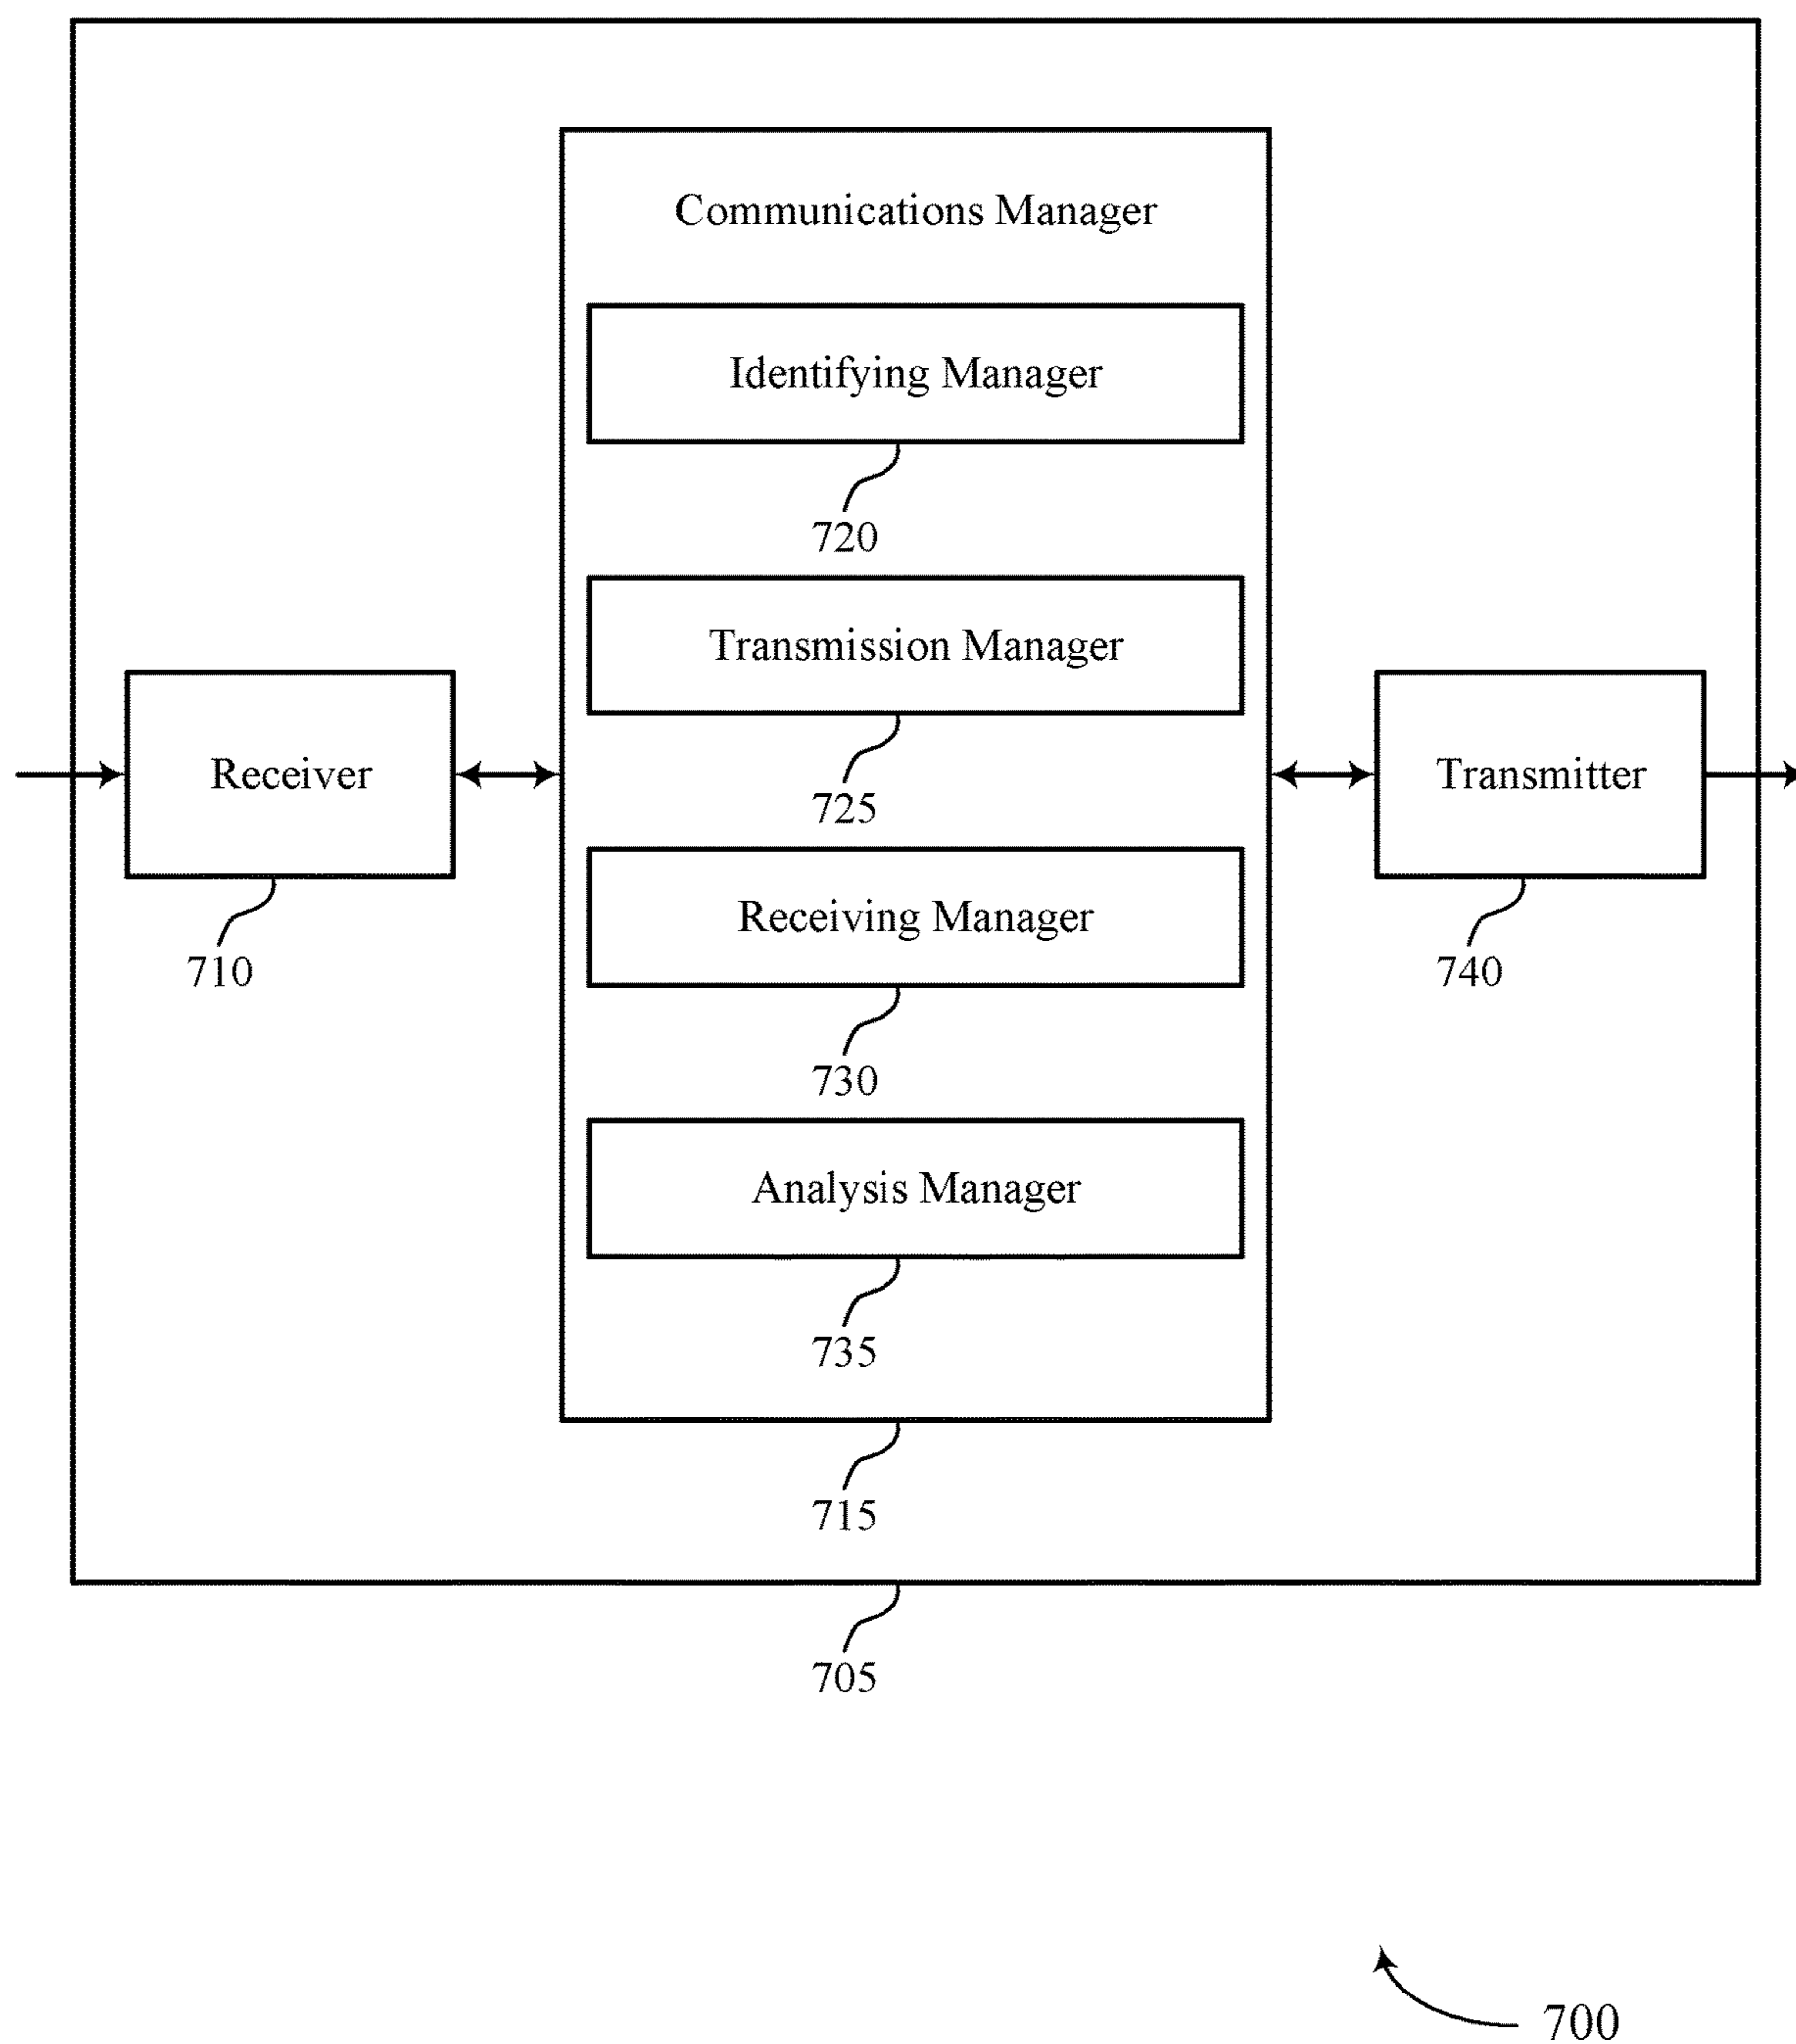 Communications Manager
Identifying Manager
720
Transmission Manager
725
Receiver
710
Transmitter
740
Receiving Manager
730
Analysis Manager
735
715
705
700